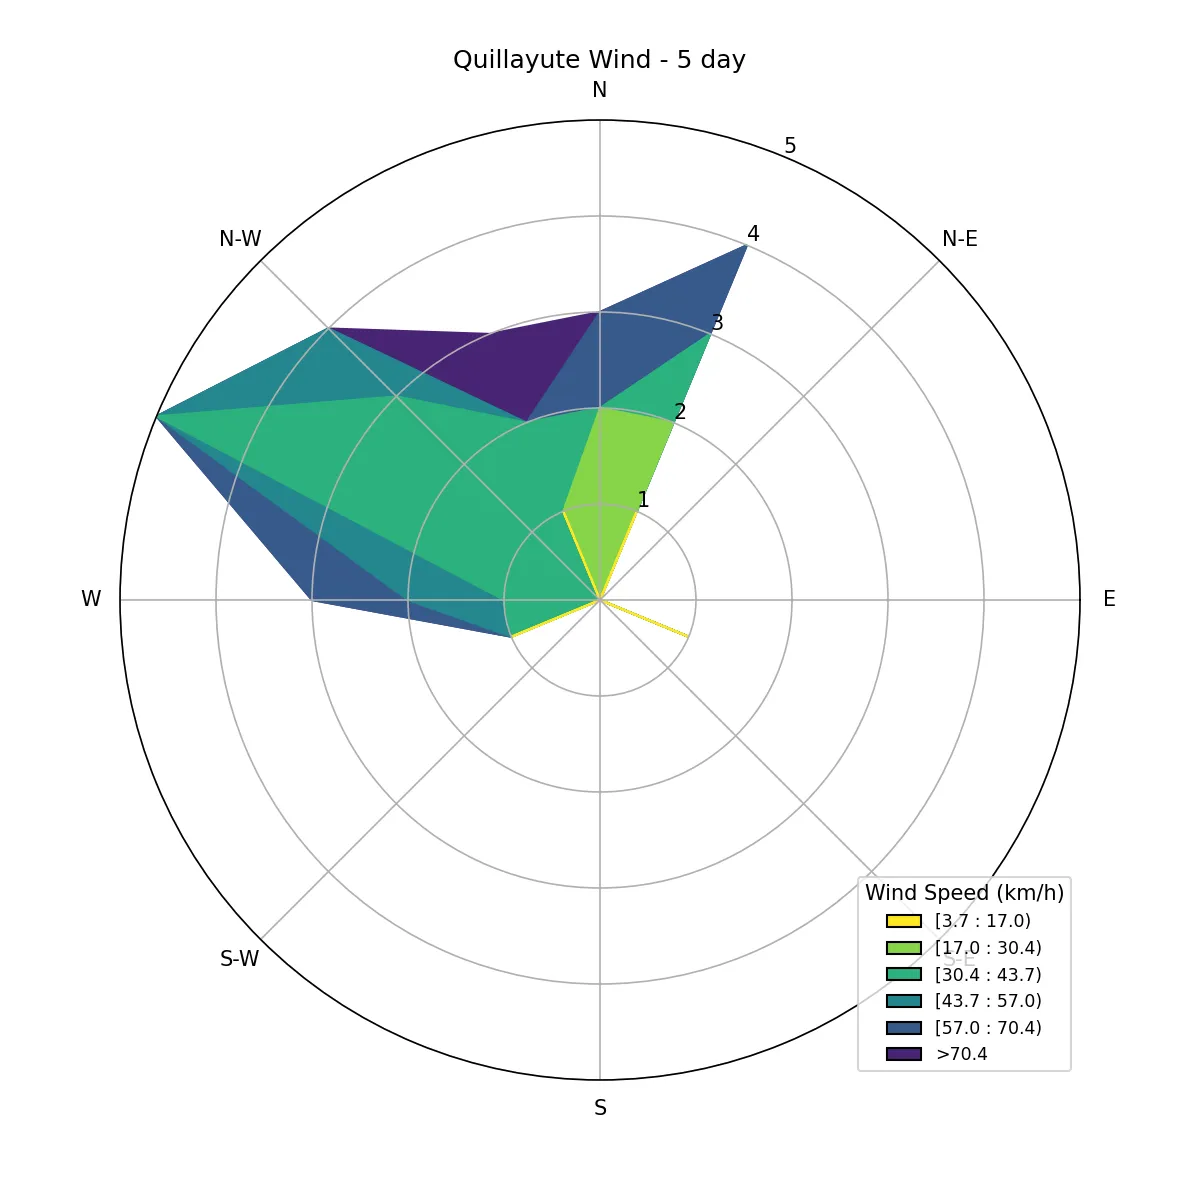 Quillayute Wind - 5 day
N
5
N-W
4
N-E
3
2
1
W
E
S-W
S-E
S
Wind Speed (km/h)
[3.7 : 17.0)
[17.0 : 30.4)
[30.4 : 43.7)
[43.7 : 57.0)
[57.0 : 70.4)
>70.4